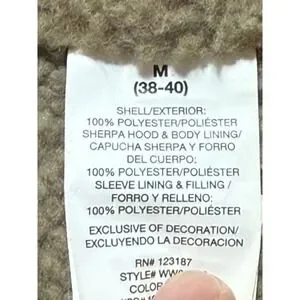 M
(38-40)
SHELL/EXTERIOR:
100% POLYESTER/POLIÉSTER
SHERPA HOOD & BODY LINING/
CAPUCHA SHERPA Y FORRO
DEL CUERPO:
100% POLYESTER/POLIÉSTER
SLEEVE LINING & FILLING /
FORRO Y RELLENO:
100% POLYESTER/POLIÉSTER
EXCLUSIVE OF DECORATION/
EXCLUYENDO LA DECORACION
RN# 123187
STYLE#
COLOR